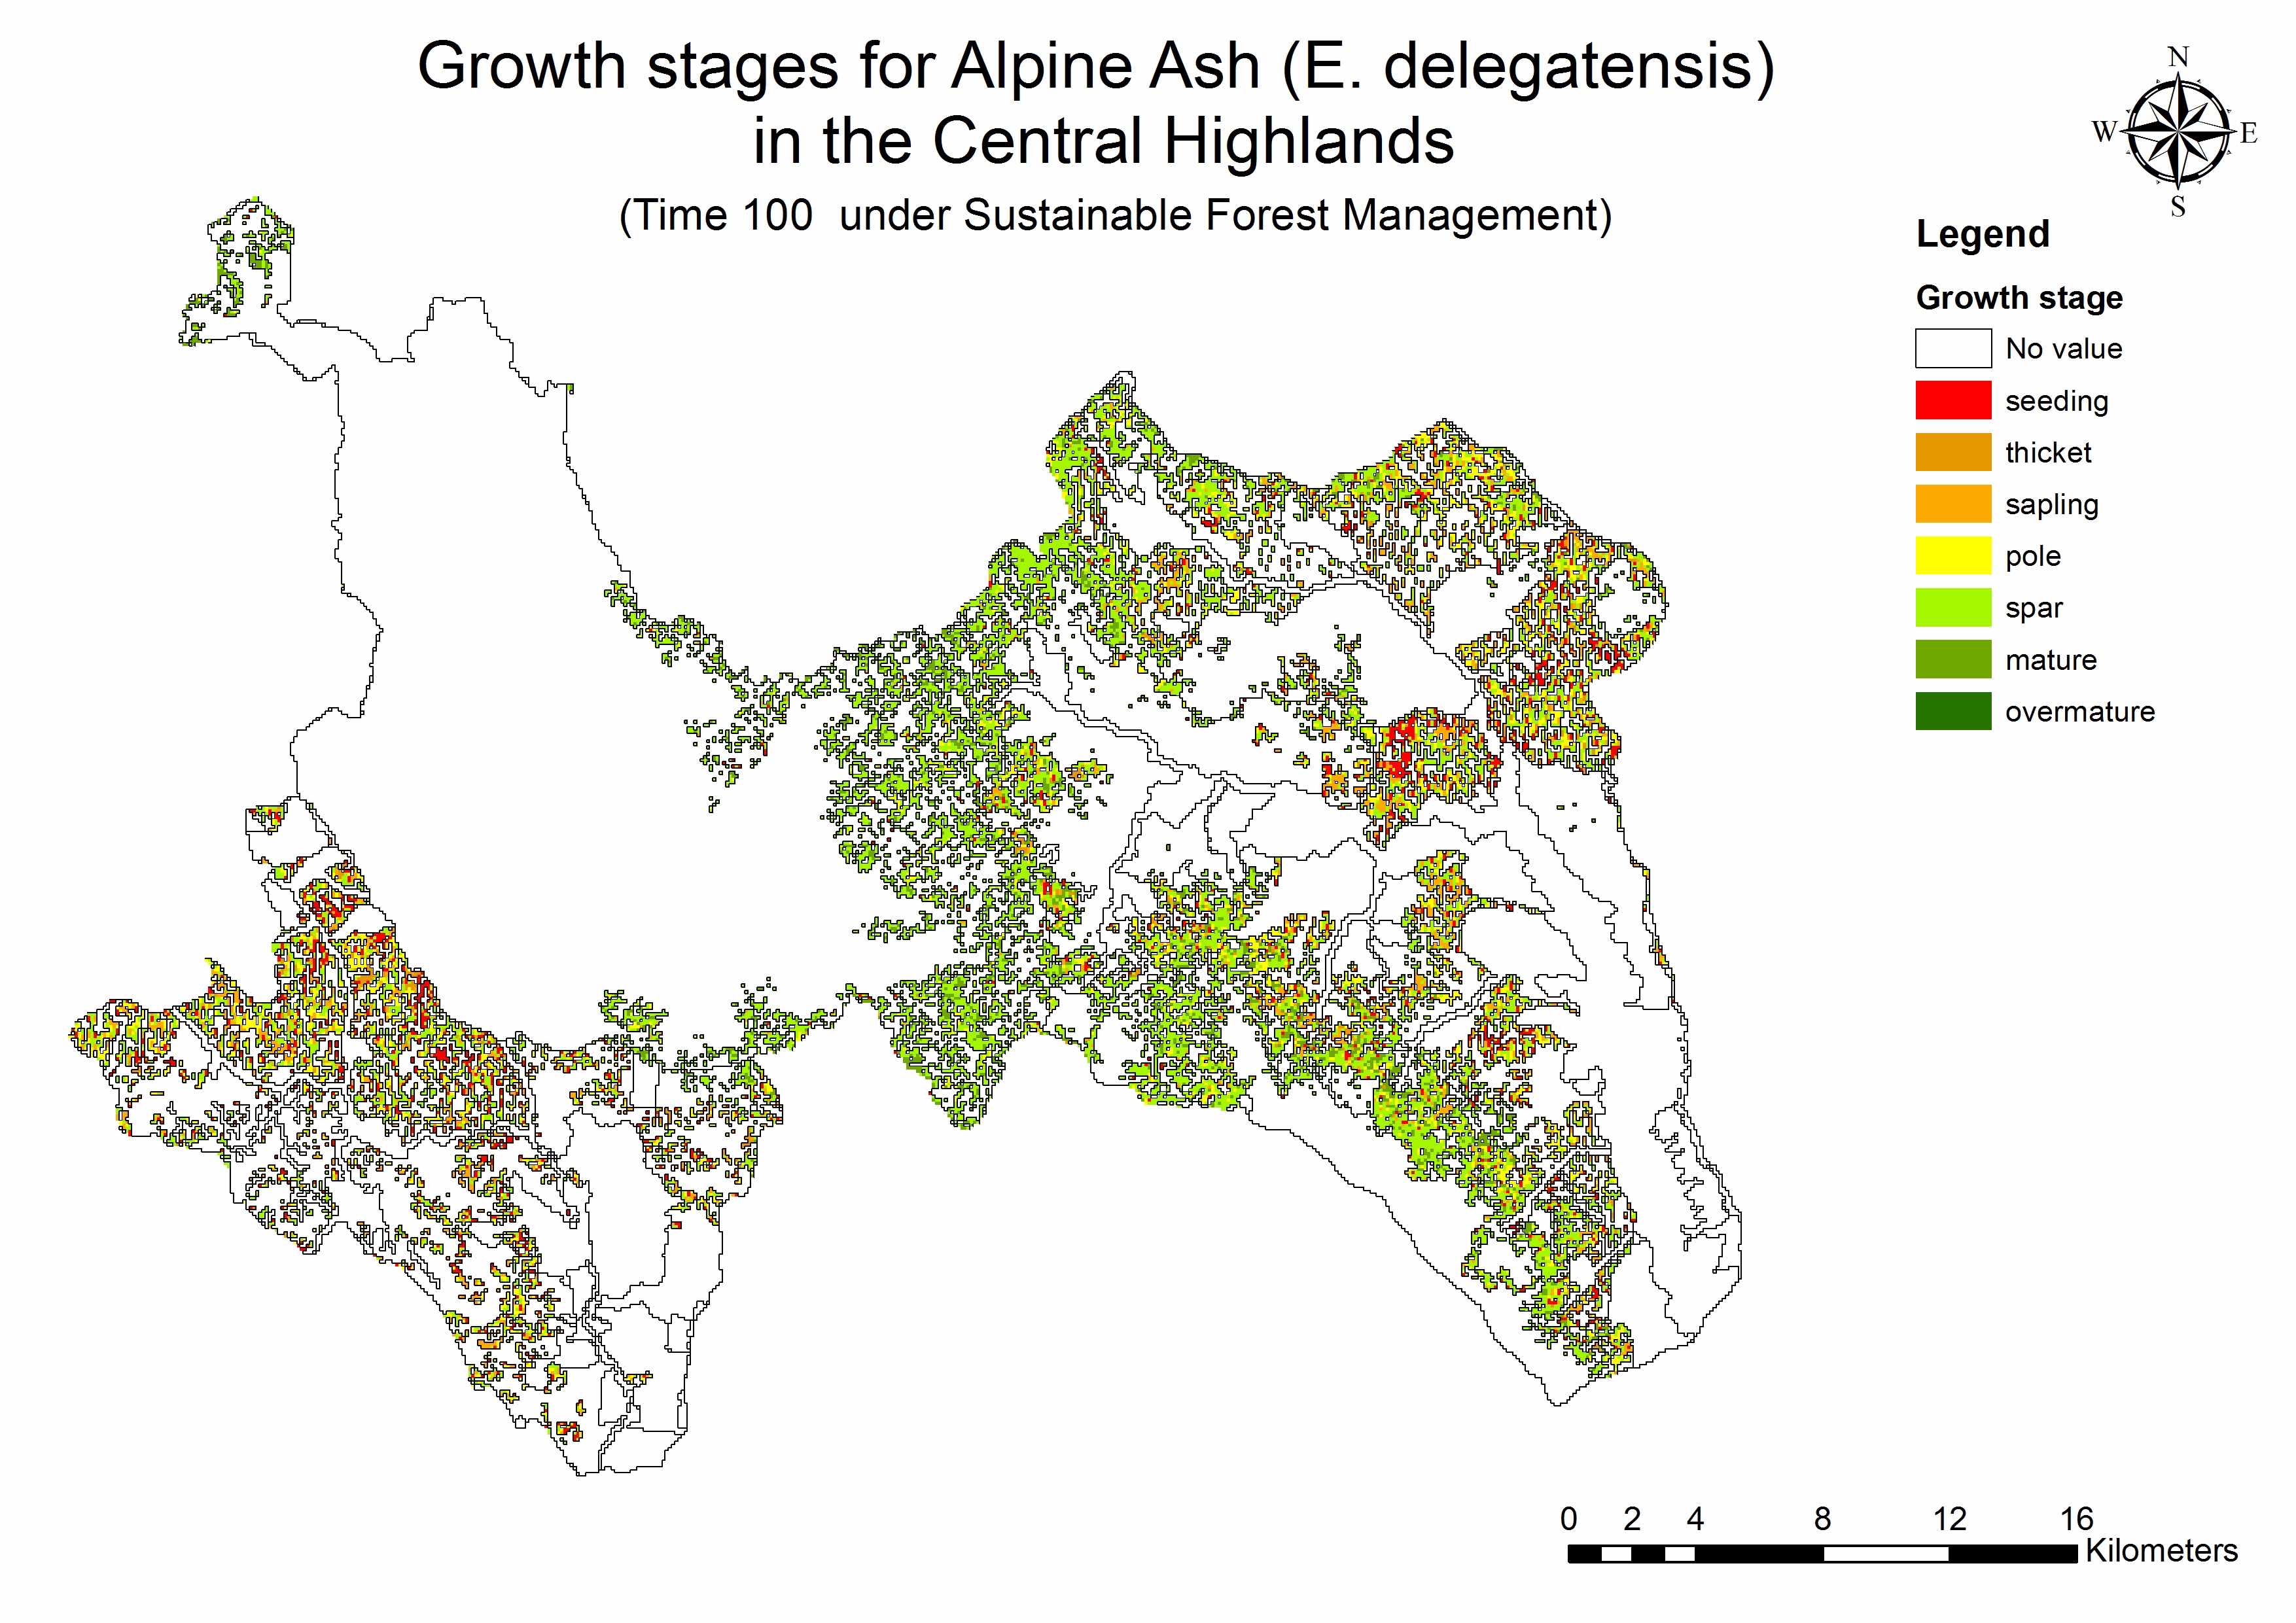 Growth stages for Alpine Ash (E. delegatensis)
in the Central Highlands
(Time 100  under Sustainable Forest Management)
N
W E
S
Legend
Growth stage
No value
seeding
thicket
sapling
pole
spar
mature
overmature
0 2 4 8 12 16
Kilometers